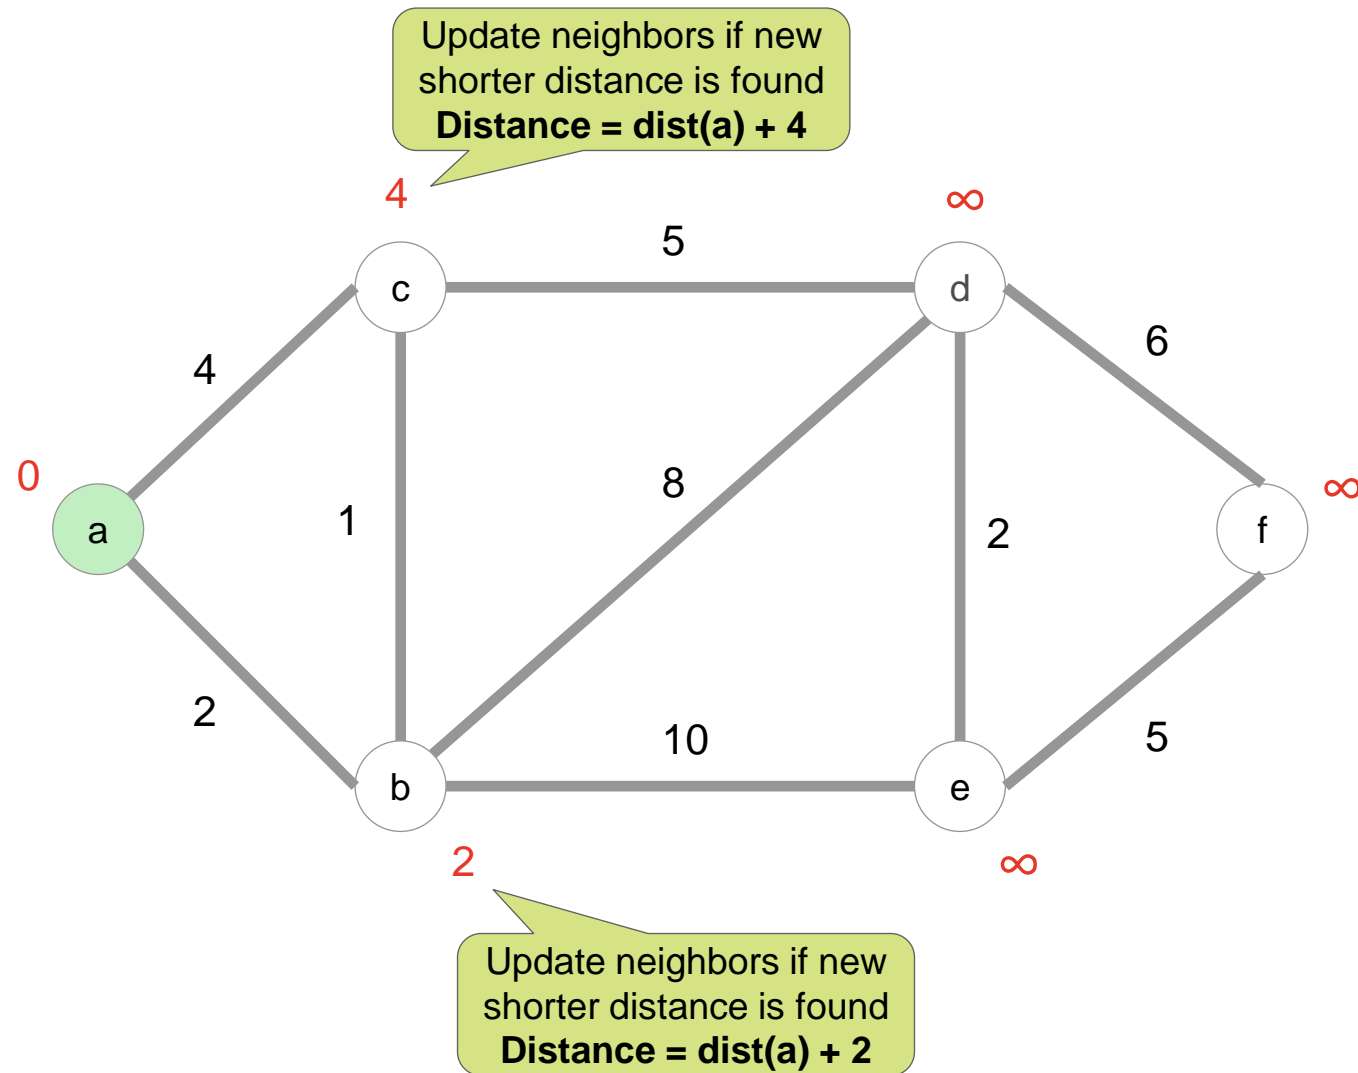 Update neighbors if new
shorter distance is found
Distance = dist(a) + 4
4
∞
5
c
d
4
6
0
8
∞
a
1
2
f
2
10
5
b
e
2
∞
Update neighbors if new
shorter distance is found
Distance = dist(a) + 2